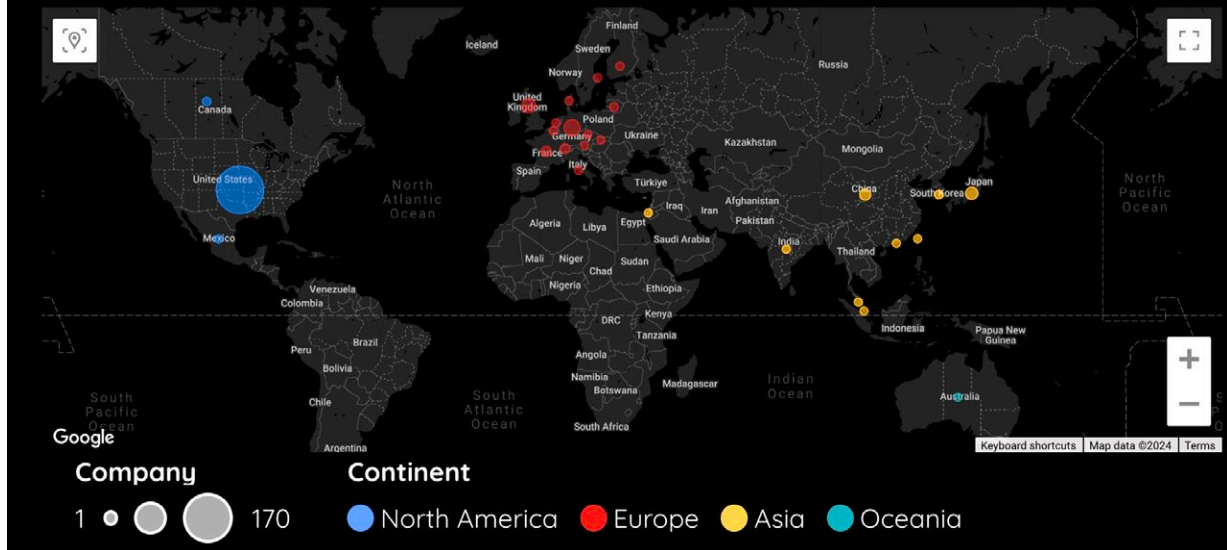 Finland
Iceland
Sweden
Russia
Norway
Canada
United
Kingdom
Poland
Germany
Ukraine
Kazakhstan
Mongolia
France
Italy
Spain
United States
North
Atlantic
Ocean
Türkiye
China
South Korea
Japan
North
Pacific
Ocean
Afghanistan
Iraq
Iran
Pakistan
Algeria
Libya
Egypt
Saudi Arabia
India
Mexico
Mali
Niger
Sudan
Chad
Thailand
Venezuela
Nigeria
Ethiopia
Colombia
Kenya
DRC
Indonesia
Papua New
Guinea
Tanzania
Peru
Brazil
Angola
Bolivia
Namibia
Botswana
Madagascar
Indian
Ocean
South
Pacific
Ocean
Chile
South
Atlantic
Ocean
Australia
South Africa
Argentina
Google
Keyboard shortcuts Map data ©2024 Terms
Company
1 170
Continent
North America Europe Asia Oceania